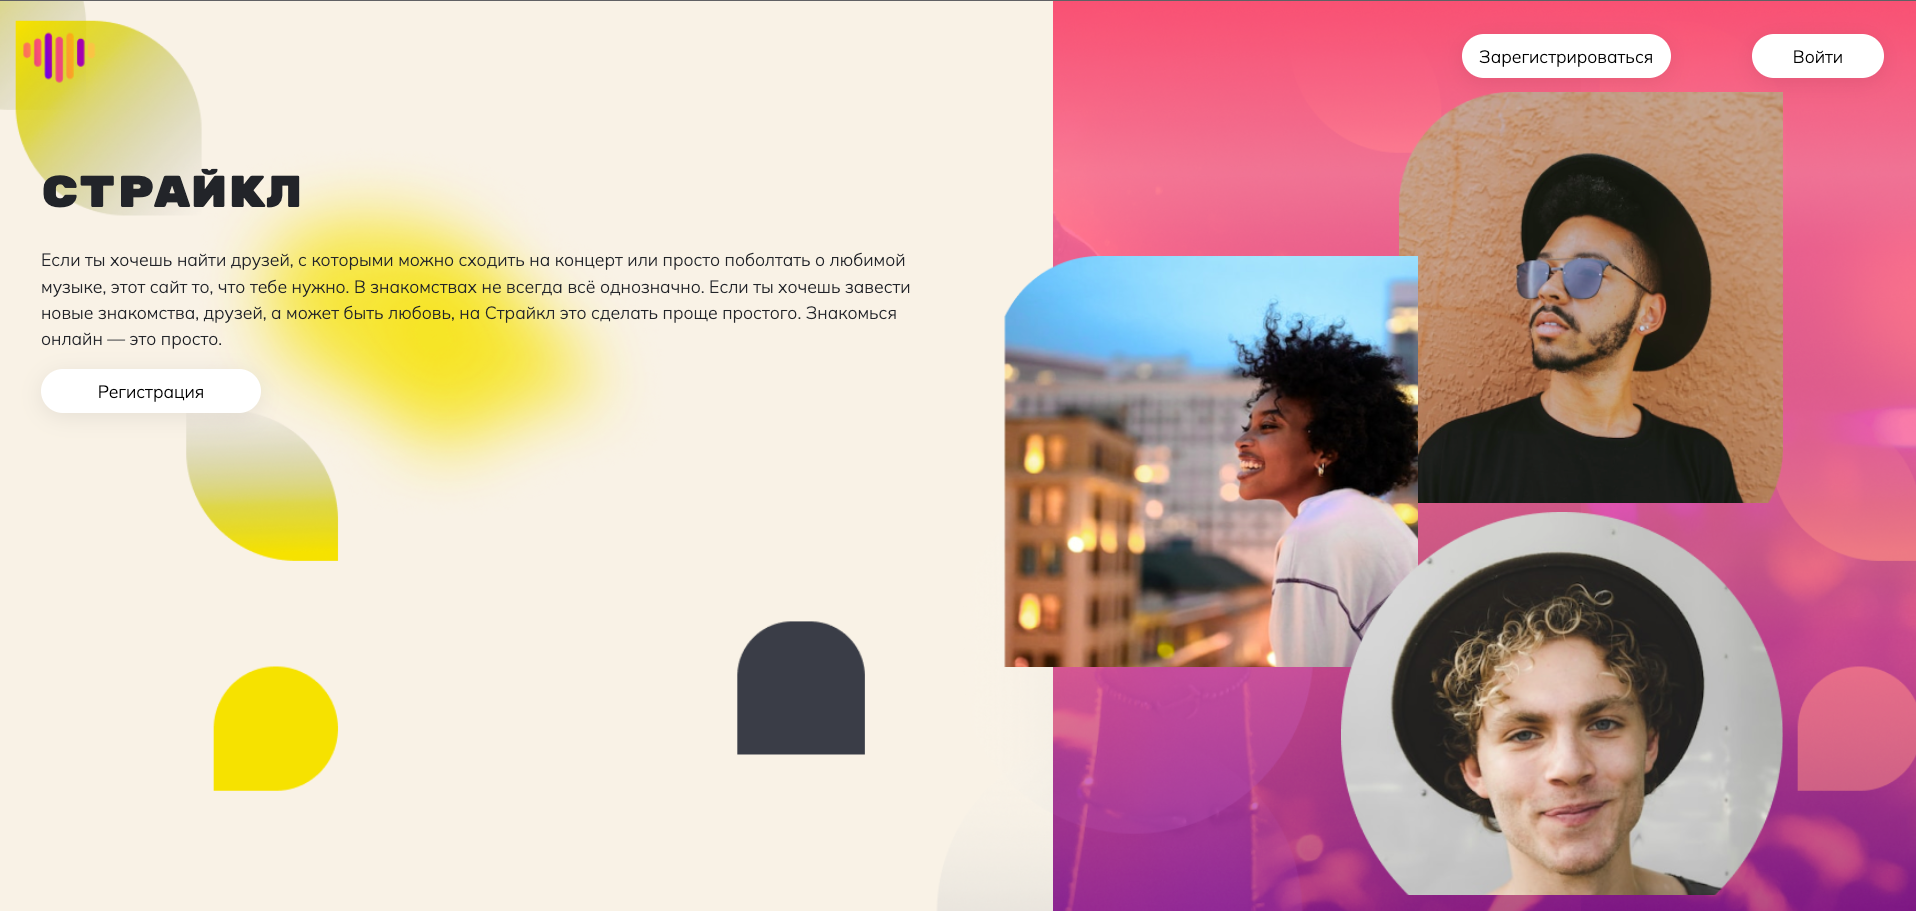 Зарегистрироваться
Войти
СТРАЙКЛ
Если ты хочешь найти друзей, с которыми можно сходить на концерт или просто поболтать о любимой
музыке, этот сайт то, что тебе нужно. В знакомствах не всегда всё однозначно. Если ты хочешь завести
новые знакомства, друзей, а может быть любовь, на Страйкл это сделать проще простого. Знакомься
онлайн — это просто.
Регистрация